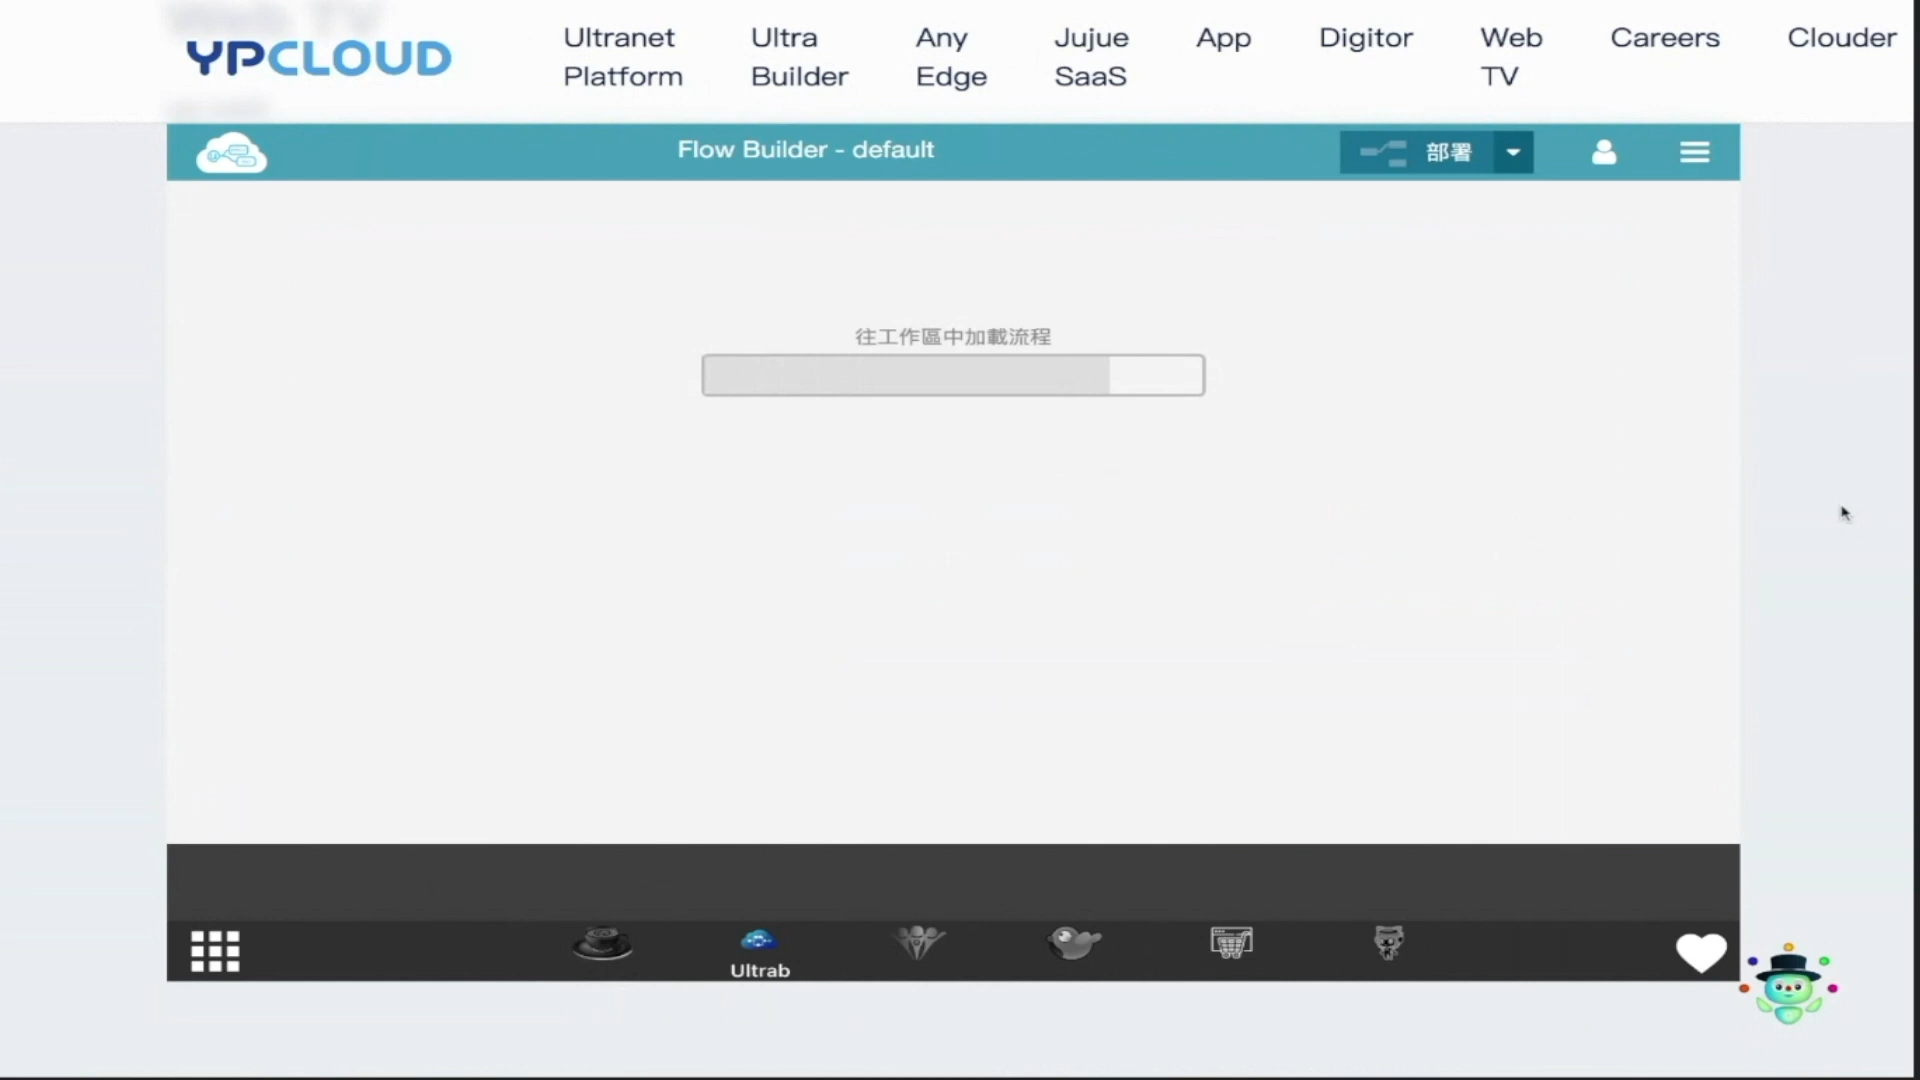 YPCLOUD
Ultranet Platform
Ultra Builder
Any Edge
Jujue SaaS
App
Digitor
Web TV
Careers
Clouder
Flow Builder - default
部署
往工作區中加載流程
Ultrab